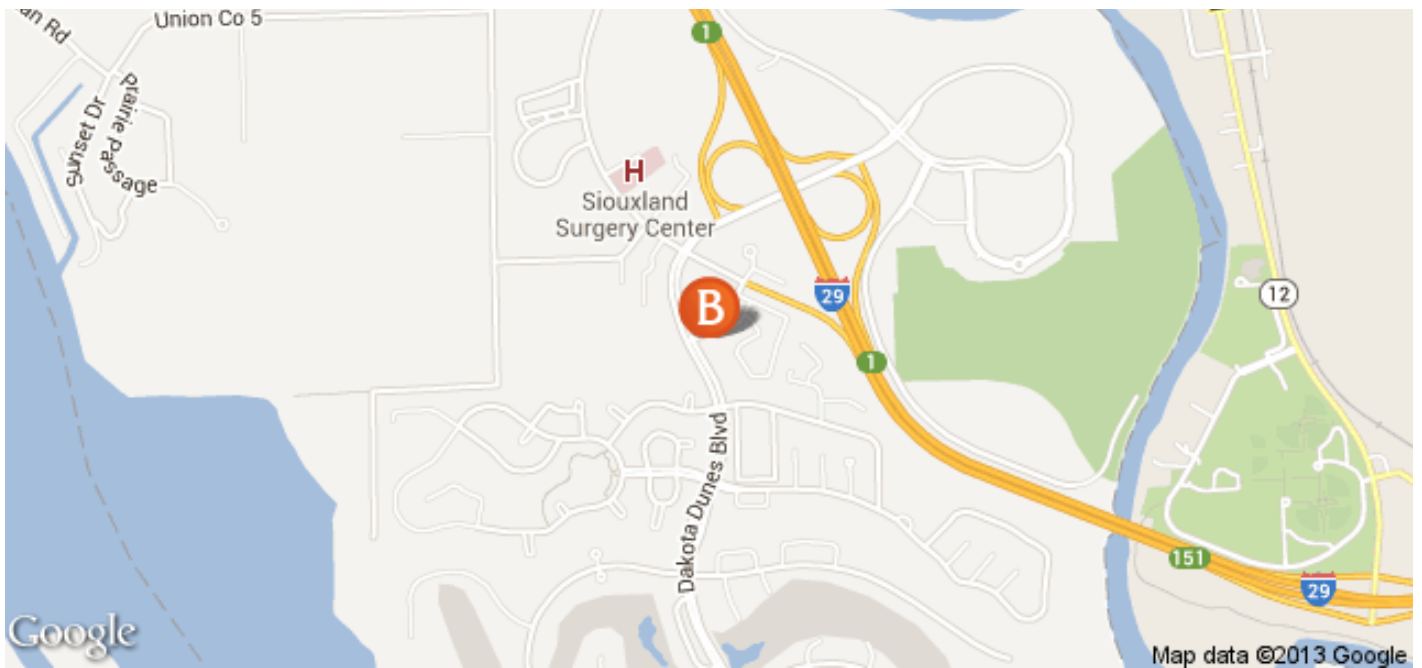 Union Co 5
an Rd
1
Prairie Passage
Sunset Dr
H
Siouxland
Surgery Center
B
29
12
1
Dakota Dunes Blvd
151
29
Google
Map data ©2013 Google